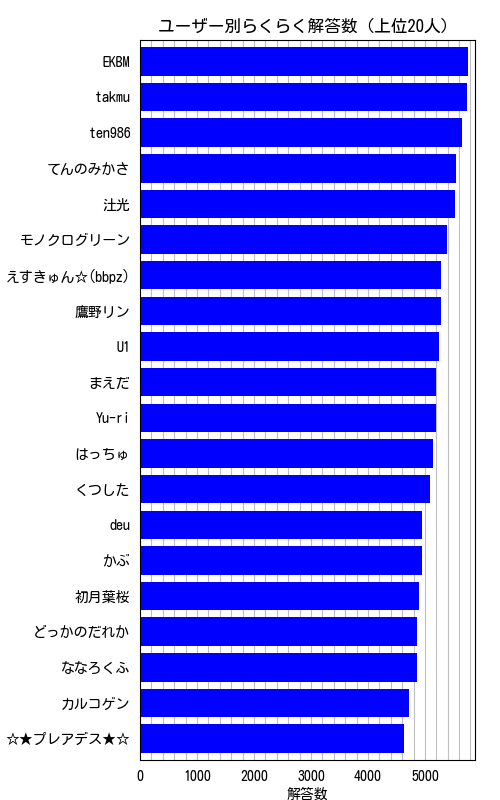 ユーザー別らくらく解答数（上位20人）
EKBM
takmu
ten986
てんのみかさ
汢光
モノクログリーン
えすきゅん☆(bbpz)
鷹野リン
U1
まえだ
Yu-ri
はっちゅ
くつした
deu
かぶ
初月葉桜
どっかのだれか
ななろくふ
カルコゲン
☆★プレアデス★☆
0 1000 2000 3000 4000 5000
解答数